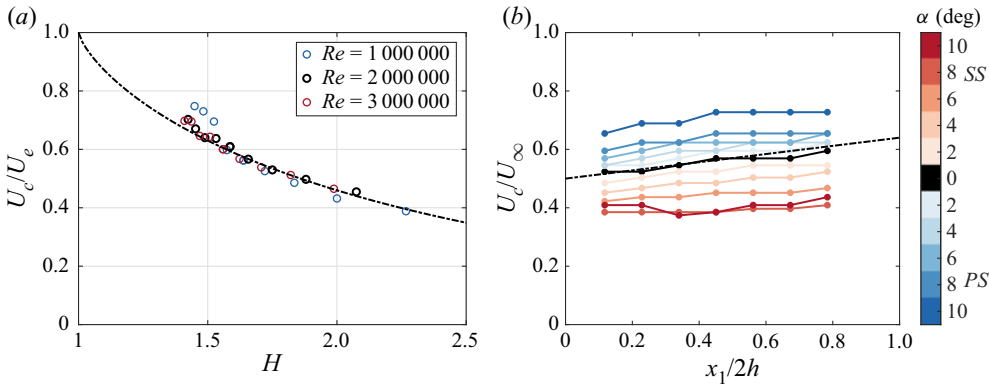 (a)
1.0
0.8
0.6
0.4
0.2
0
U_c/U_e
1
1.5
2.0
2.5
H
Re = 1 000 000
Re = 2 000 000
Re = 3 000 000
(b)
1.0
0.8
0.6
0.4
0.2
0
U_c/U_∞
0
0.2
0.4
0.6
0.8
1.0
x_1/2h
α (deg)
10
8 SS
6
4
2
0
2
4
6
8 PS
10